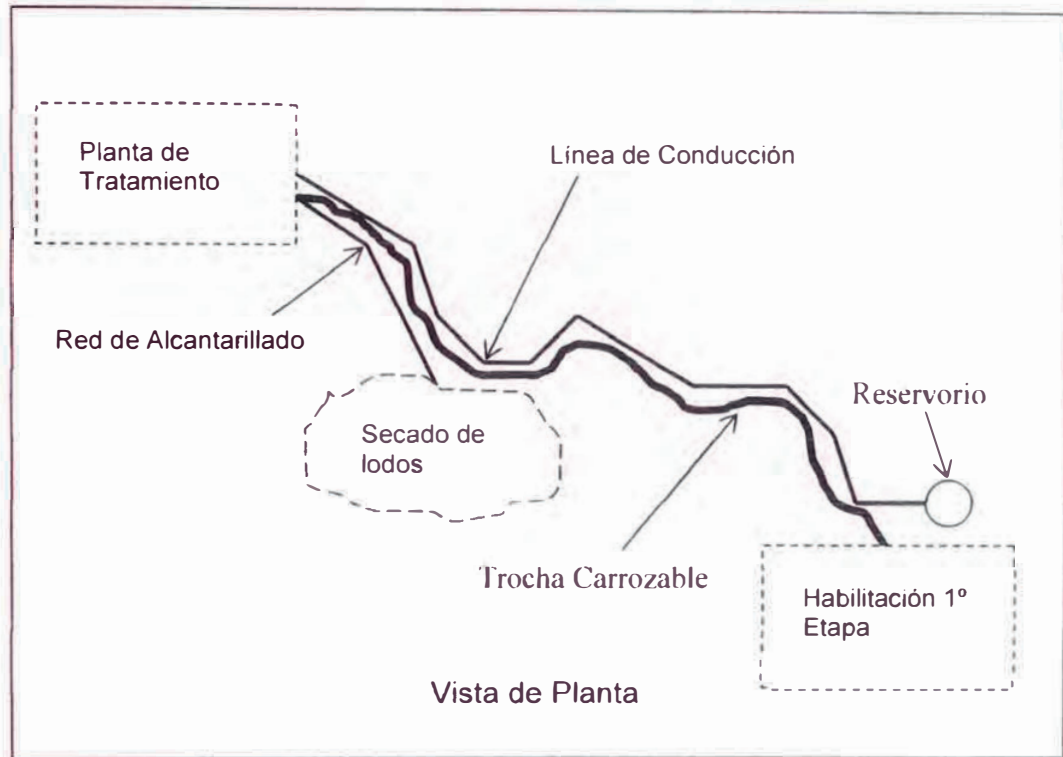 Planta de
Tratamiento
Línea de Conducción
Red de Alcantarillado
Reservorio
Secado de
lodos
Trocha Carrozable
Habilitación 1º
Etapa
Vista de Planta